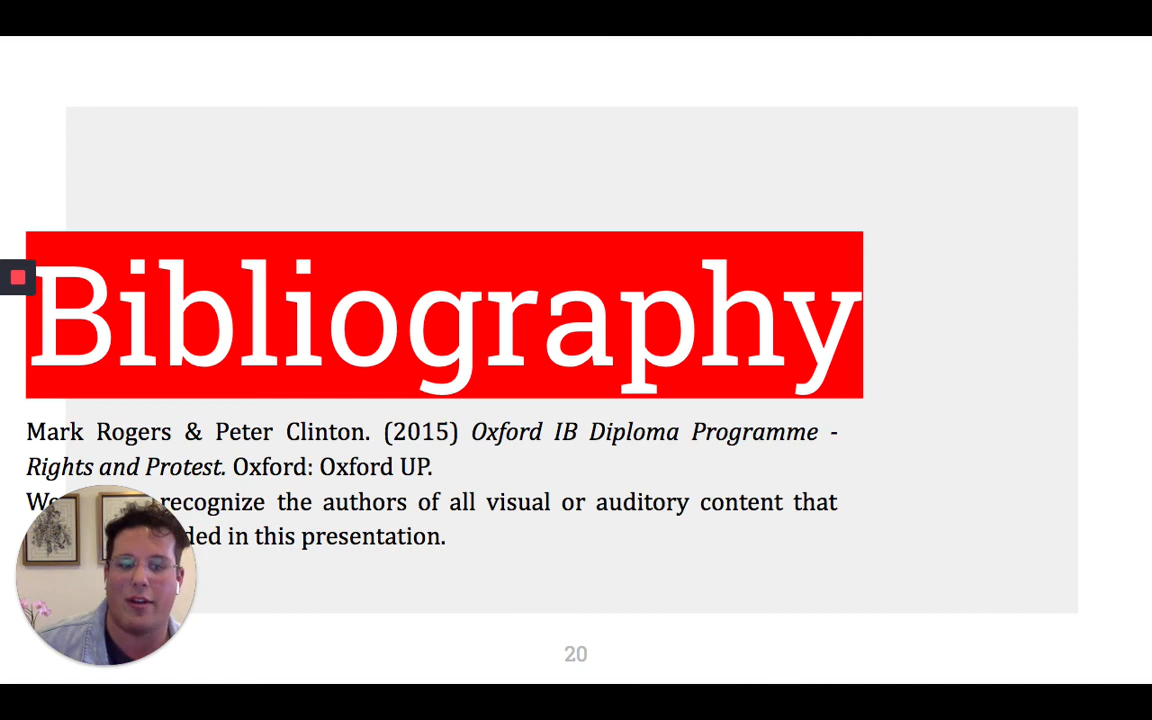 Bibliography
Mark Rogers & Peter Clinton. (2015) Oxford IB Diploma Programme -
Rights and Protest. Oxford: Oxford UP.
We recognize the authors of all visual or auditory content that
in this presentation.
20